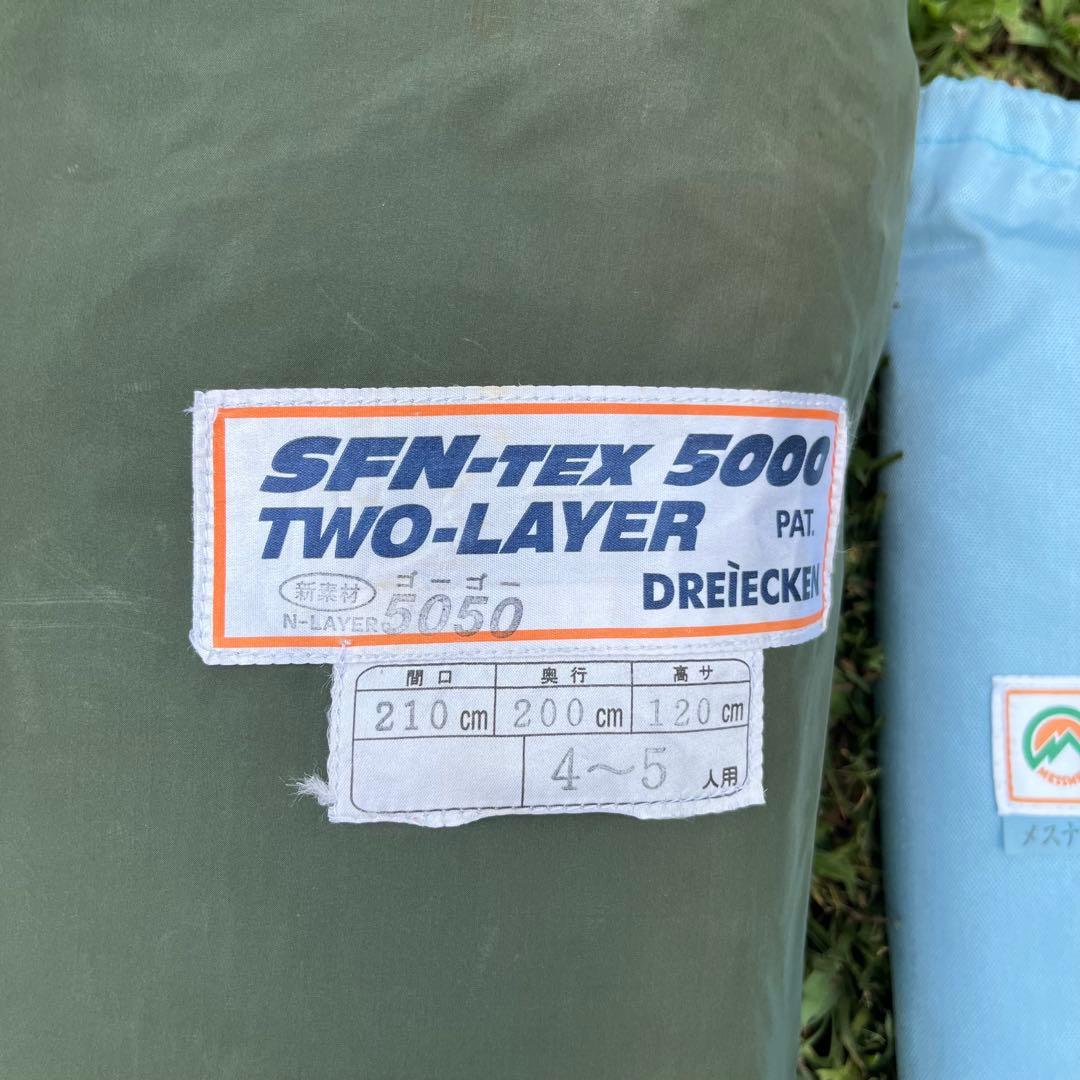 SFN-TEX 5000
TWO-LAYER PAT.
DREÌECKEN
新素材
ゴーゴー
N-LAYER 5050
間口 奥行 高サ
210 cm 200 cm 120 cm
4〜5 人用
メスナ